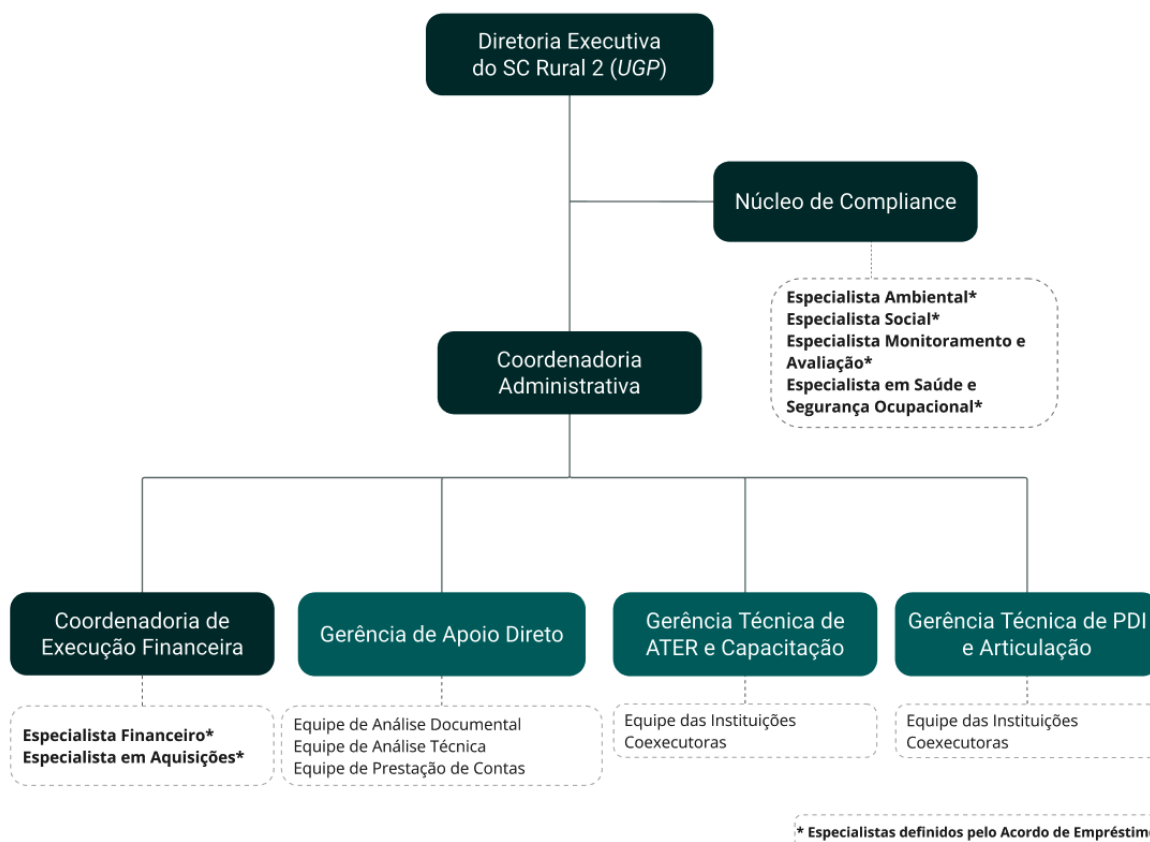 Diretoria Executiva
do SC Rural 2 (UGP)
Núcleo de Compliance
Especialista Ambiental*
Especialista Social*
Especialista Monitoramento e
Avaliação*
Especialista em Saúde e
Segurança Ocupacional*
Coordenadoria
Administrativa
Coordenadoria de
Execução Financeira
Especialista Financeiro*
Especialista em Aquisições*
Gerência de Apoio Direto
Equipe de Análise Documental
Equipe de Análise Técnica
Equipe de Prestação de Contas
Gerência Técnica de
ATER e Capacitação
Equipe das Instituições
Coexecutoras
Gerência Técnica de PDI
e Articulação
Equipe das Instituições
Coexecutoras
* Especialistas definidos pelo Acordo de Empréstimo